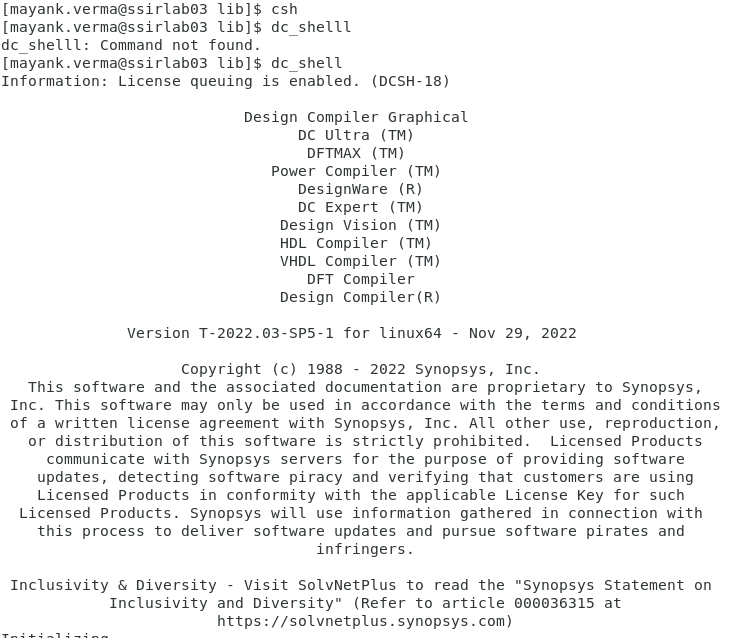 [mayank.verma@ssirlab03 lib]$ csh
[mayank.verma@ssirlab03 lib]$ dc_shelll
dc_shelll: Command not found.
[mayank.verma@ssirlab03 lib]$ dc_shell
Information: License queuing is enabled. (DCSH-18)
Design Compiler Graphical
DC Ultra (TM)
DFTMAX (TM)
Power Compiler (TM)
DesignWare (R)
DC Expert (TM)
Design Vision (TM)
HDL Compiler (TM)
VHDL Compiler (TM)
DFT Compiler
Design Compiler(R)
Version T-2022.03-SP5-1 for linux64 - Nov 29, 2022
Copyright (c) 1988 - 2022 Synopsys, Inc.
This software and the associated documentation are proprietary to Synopsys,
Inc. This software may only be used in accordance with the terms and conditions
of a written license agreement with Synopsys, Inc. All other use, reproduction,
or distribution of this software is strictly prohibited.  Licensed Products
communicate with Synopsys servers for the purpose of providing software
updates, detecting software piracy and verifying that customers are using
Licensed Products in conformity with the applicable License Key for such
Licensed Products. Synopsys will use information gathered in connection with
this process to deliver software updates and pursue software pirates and
infringers.
Inclusivity & Diversity - Visit SolvNetPlus to read the "Synopsys Statement on
Inclusivity and Diversity" (Refer to article 000036315 at
https://solvnetplus.synopsys.com)
Initializing